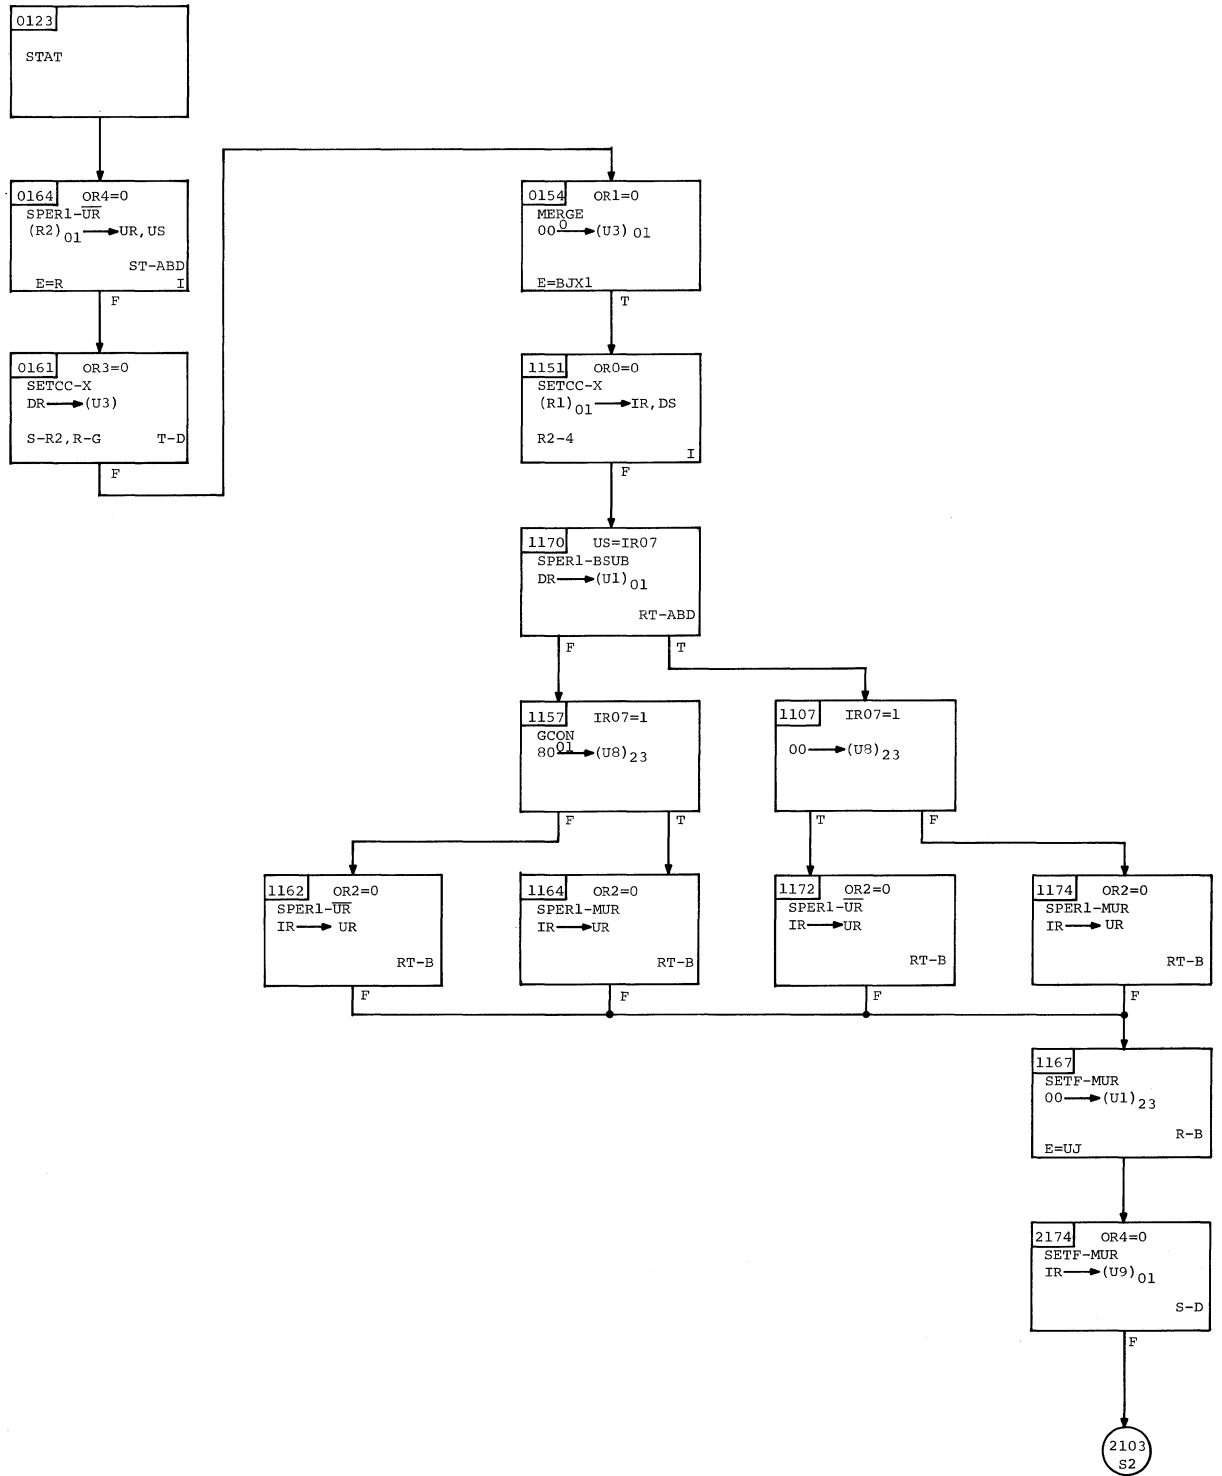 0123
STAT
0164 OR4=0
SPER1-UR
(R2)01 UR,US
ST-ABD
E=R I
F
0161 OR3=0
SETCC-X
DR (U3)
S-R2,R-G T-D
F
0154 OR1=0
MERGE
00 0 (U3)01
E=BJX1
T
1151 OR0=0
SETCC-X
(R1)01 IR,DS
R2-4
I
F
1170 US=IR07
SPER1-BSUB
DR (U1)01
RT-ABD
F T
1157 IR07=1
GCON
80 01 (U8)23
F T
1107 IR07=1
00 (U8)23
T F
1162 OR2=0
SPER1-UR
IR UR
RT-B
F
1164 OR2=0
SPER1-MUR
IR UR
RT-B
F
1172 OR2=0
SPER1-UR
IR UR
RT-B
F
1174 OR2=0
SPER1-MUR
IR UR
RT-B
F
1167
SETF-MUR
00 (U1)23
R-B
E=UJ
2174 OR4=0
SETF-MUR
IR (U9)01
S-D
F
2103
S2